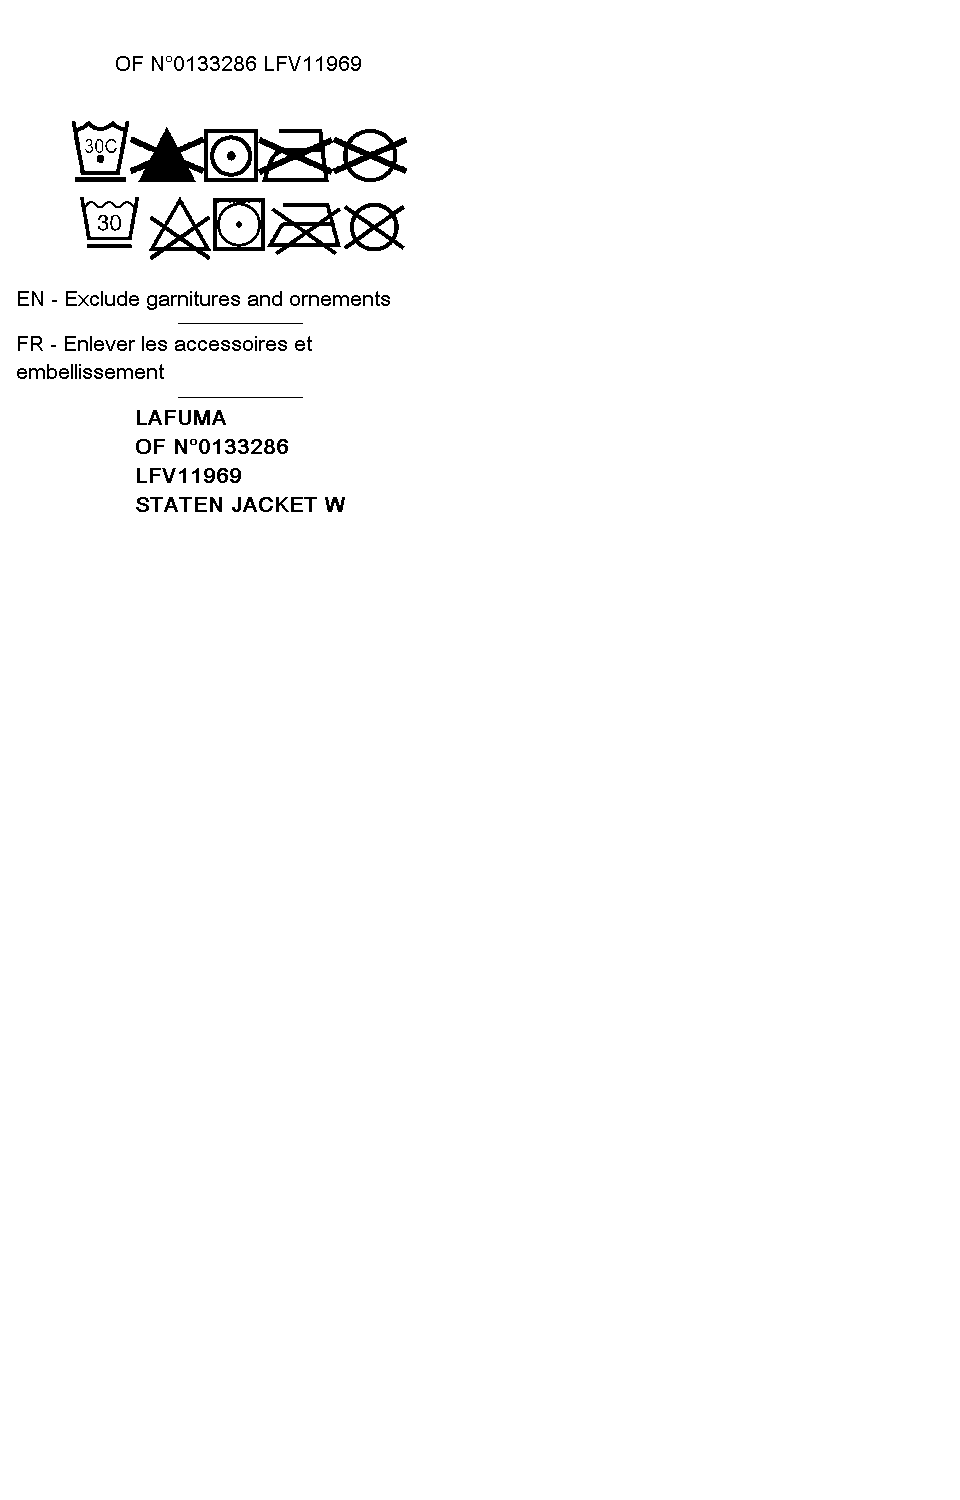 OF N°0133286 LFV11969
30C
30
EN - Exclude garnitures and ornements
FR - Enlever les accessoires et
embellissement
LAFUMA
OF N°0133286
LFV11969
STATEN JACKET W